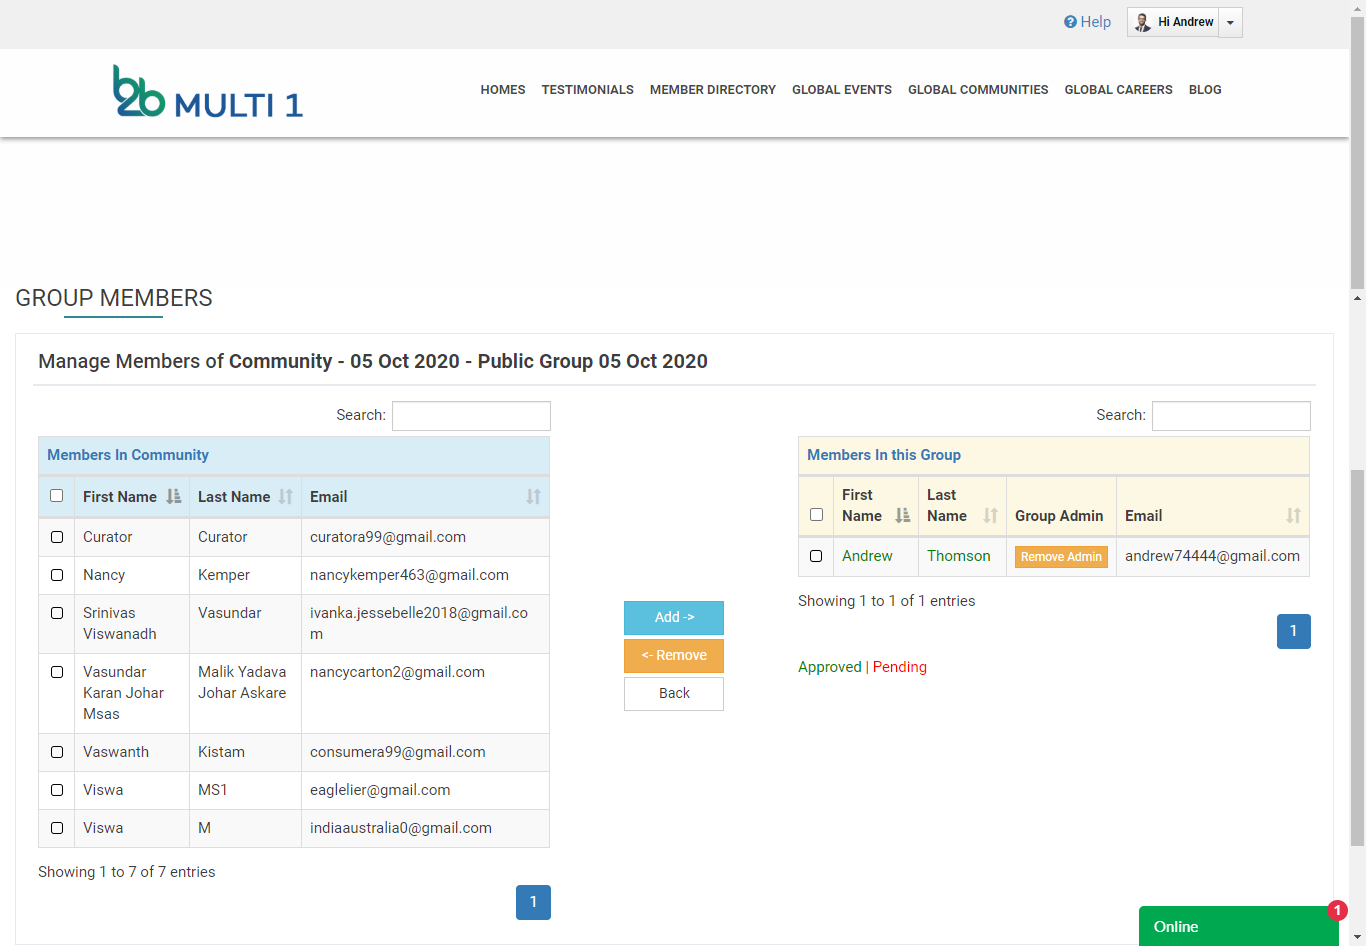 Help
Hi Andrew
b2b MULTI 1
HOMES TESTIMONIALS MEMBER DIRECTORY GLOBAL EVENTS GLOBAL COMMUNITIES GLOBAL CAREERS BLOG
GROUP MEMBERS
Manage Members of Community - 05 Oct 2020 - Public Group 05 Oct 2020
Search:
Members In Community
First Name Last Name Email
Curator Curator curatora99@gmail.com
Nancy Kemper nancykemper463@gmail.com
Srinivas Vasundar ivanka.jessebelle2018@gmail.co
Viswanadh m
Vasundar Malik Yadava nancycarton2@gmail.com
Karan Johar Johar Askare
Msas
Vaswanth Kistam consumera99@gmail.com
Viswa MS1 eaglelier@gmail.com
Viswa M indiaaustralia0@gmail.com
Showing 1 to 7 of 7 entries
1
Add ->
<- Remove
Back
Search:
Members In this Group
First Last
Name Name Group Admin Email
Andrew Thomson Remove Admin andrew74444@gmail.com
Showing 1 to 1 of 1 entries
1
Approved | Pending
Online
1